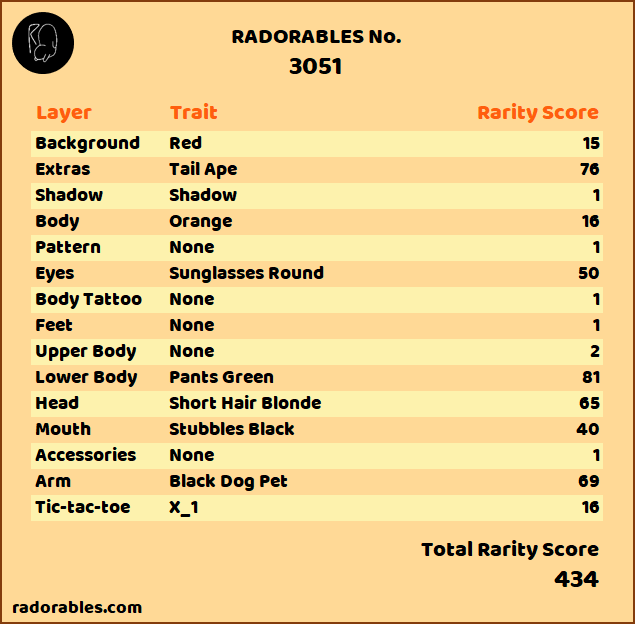 RADORABLES No.
3051
Layer Trait Rarity Score
Background Red 15
Extras Tail Ape 76
Shadow Shadow 1
Body Orange 16
Pattern None 1
Eyes Sunglasses Round 50
Body Tattoo None 1
Feet None 1
Upper Body None 2
Lower Body Pants Green 81
Head Short Hair Blonde 65
Mouth Stubbles Black 40
Accessories None 1
Arm Black Dog Pet 69
Tic-tac-toe X_1 16
Total Rarity Score
434
radorables.com